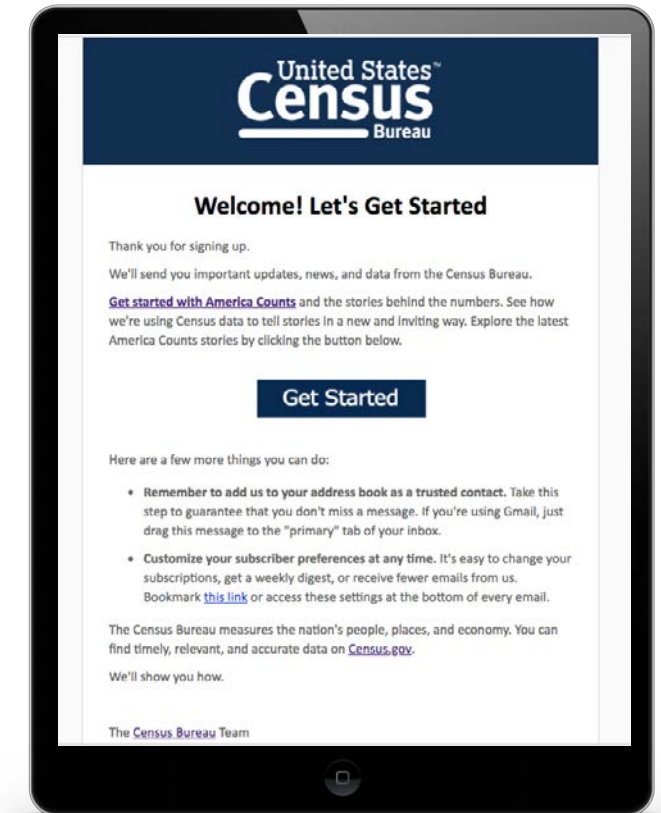 United States™
Census
Bureau
Welcome! Let's Get Started
Thank you for signing up.
We'll send you important updates, news, and data from the Census Bureau.
Get started with America Counts and the stories behind the numbers. See how
we're using Census data to tell stories in a new and inviting way. Explore the latest
America Counts stories by clicking the button below.
Get Started
Here are a few more things you can do:
• Remember to add us to your address book as a trusted contact. Take this
step to guarantee that you don't miss a message. If you're using Gmail, just
drag this message to the "primary" tab of your inbox.
• Customize your subscriber preferences at any time. It's easy to change your
subscriptions, get a weekly digest, or receive fewer emails from us.
Bookmark this link or access these settings at the bottom of every email.
The Census Bureau measures the nation's people, places, and economy. You can
find timely, relevant, and accurate data on Census.gov.
We'll show you how.
The Census Bureau Team